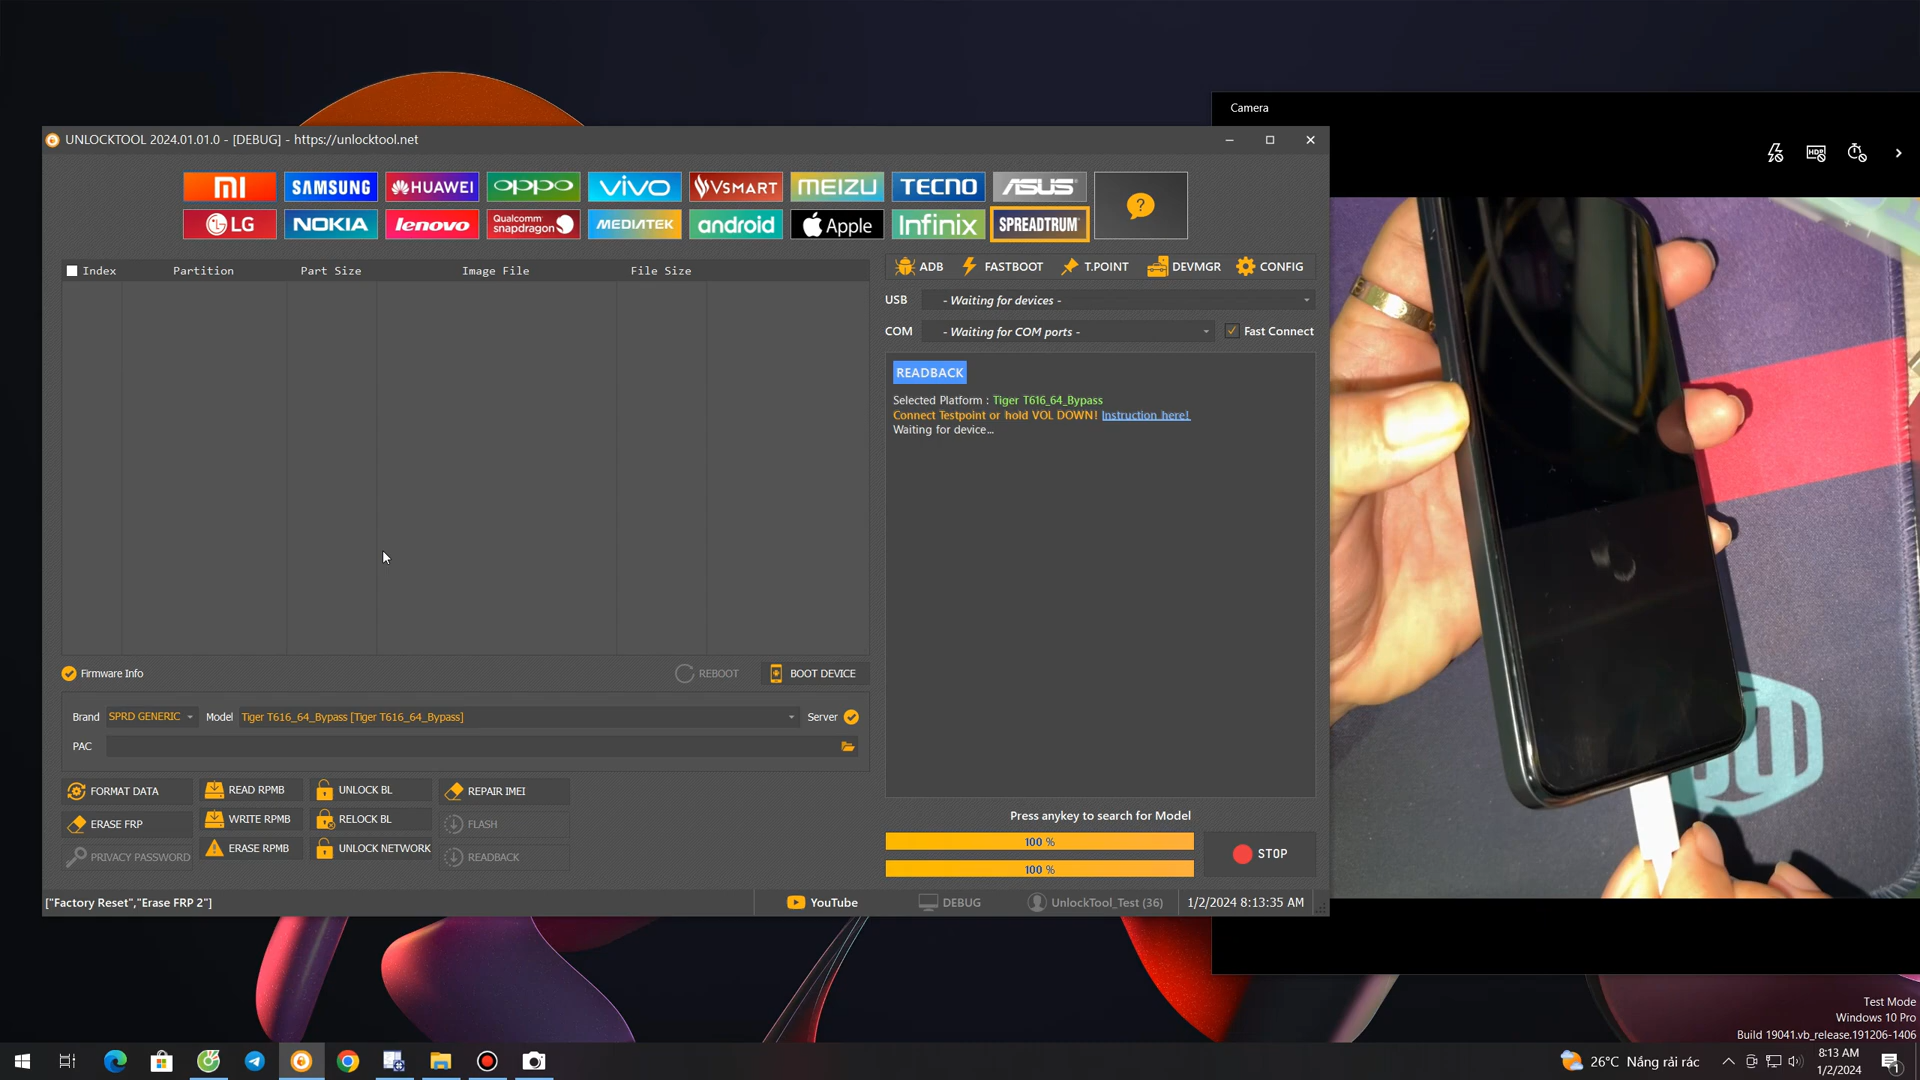 Camera
UNLOCKTOOL 2024.01.01.0 - [DEBUG] - https://unlocktool.net
MI SAMSUNG HUAWEI OPPO VIVO VSMART MEIZU TECNO ASUS ?
LG NOKIA lenovo Qualcomm snapdragon MEDIATEK android Apple Infinix SPREADTRUM
Index Partition Part Size Image File File Size
ADB FASTBOOT T.POINT DEVMGR CONFIG
USB - Waiting for devices -
COM - Waiting for COM ports - Fast Connect
READBACK
Selected Platform : Tiger T616_64_Bypass
Connect Testpoint or hold VOL DOWN! Instruction here!
Waiting for device...
Firmware Info REBOOT BOOT DEVICE
Brand SPRD GENERIC Model Tiger T616_64_Bypass [Tiger T616_64_Bypass] Server
PAC
FORMAT DATA READ RPMB UNLOCK BL REPAIR IMEI
ERASE FRP WRITE RPMB RELOCK BL FLASH
PRIVACY PASSWORD ERASE RPMB UNLOCK NETWORK READBACK
Press anykey to search for Model
100 %
100 %
STOP
["Factory Reset","Erase FRP 2"] YouTube DEBUG UnlockTool_Test (36) 1/2/2024 8:13:35 AM
Test Mode
Windows 10 Pro
Build 19041.vb_release.191206-1406
26°C Nắng rải rác 8:13 AM
1/2/2024
1